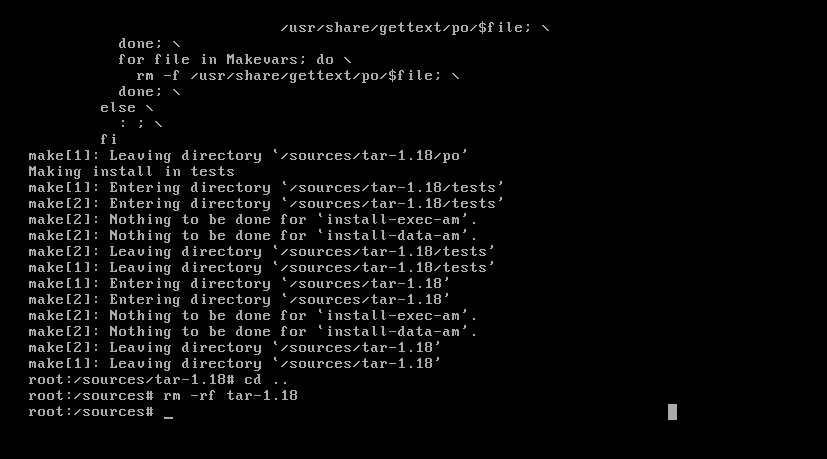 /usr/share/gettext/po/$file; \
done; \
for file in Makevars; do \
rm -f /usr/share/gettext/po/$file; \
done; \
else \
: ; \
fi
make[1]: Leaving directory `/sources/tar-1.18/po'
Making install in tests
make[1]: Entering directory `/sources/tar-1.18/tests'
make[2]: Entering directory `/sources/tar-1.18/tests'
make[2]: Nothing to be done for `install-exec-am'.
make[2]: Nothing to be done for `install-data-am'.
make[2]: Leaving directory `/sources/tar-1.18/tests'
make[1]: Leaving directory `/sources/tar-1.18/tests'
make[1]: Entering directory `/sources/tar-1.18'
make[2]: Entering directory `/sources/tar-1.18'
make[2]: Nothing to be done for `install-exec-am'.
make[2]: Nothing to be done for `install-data-am'.
make[2]: Leaving directory `/sources/tar-1.18'
make[1]: Leaving directory `/sources/tar-1.18'
root:/sources/tar-1.18# cd ..
root:/sources# rm -rf tar-1.18
root:/sources# _